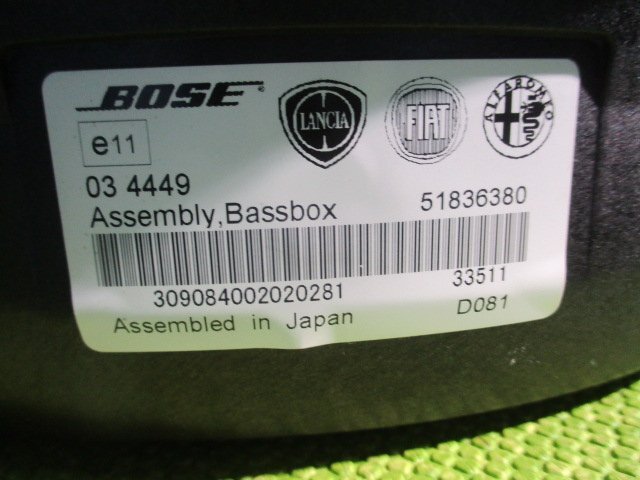 BOSE ®
LANCIA
FIAT
ALFA ROMEO
e11
03 4449
Assembly,Bassbox 51836380
309084002020281 33511
Assembled in Japan D081